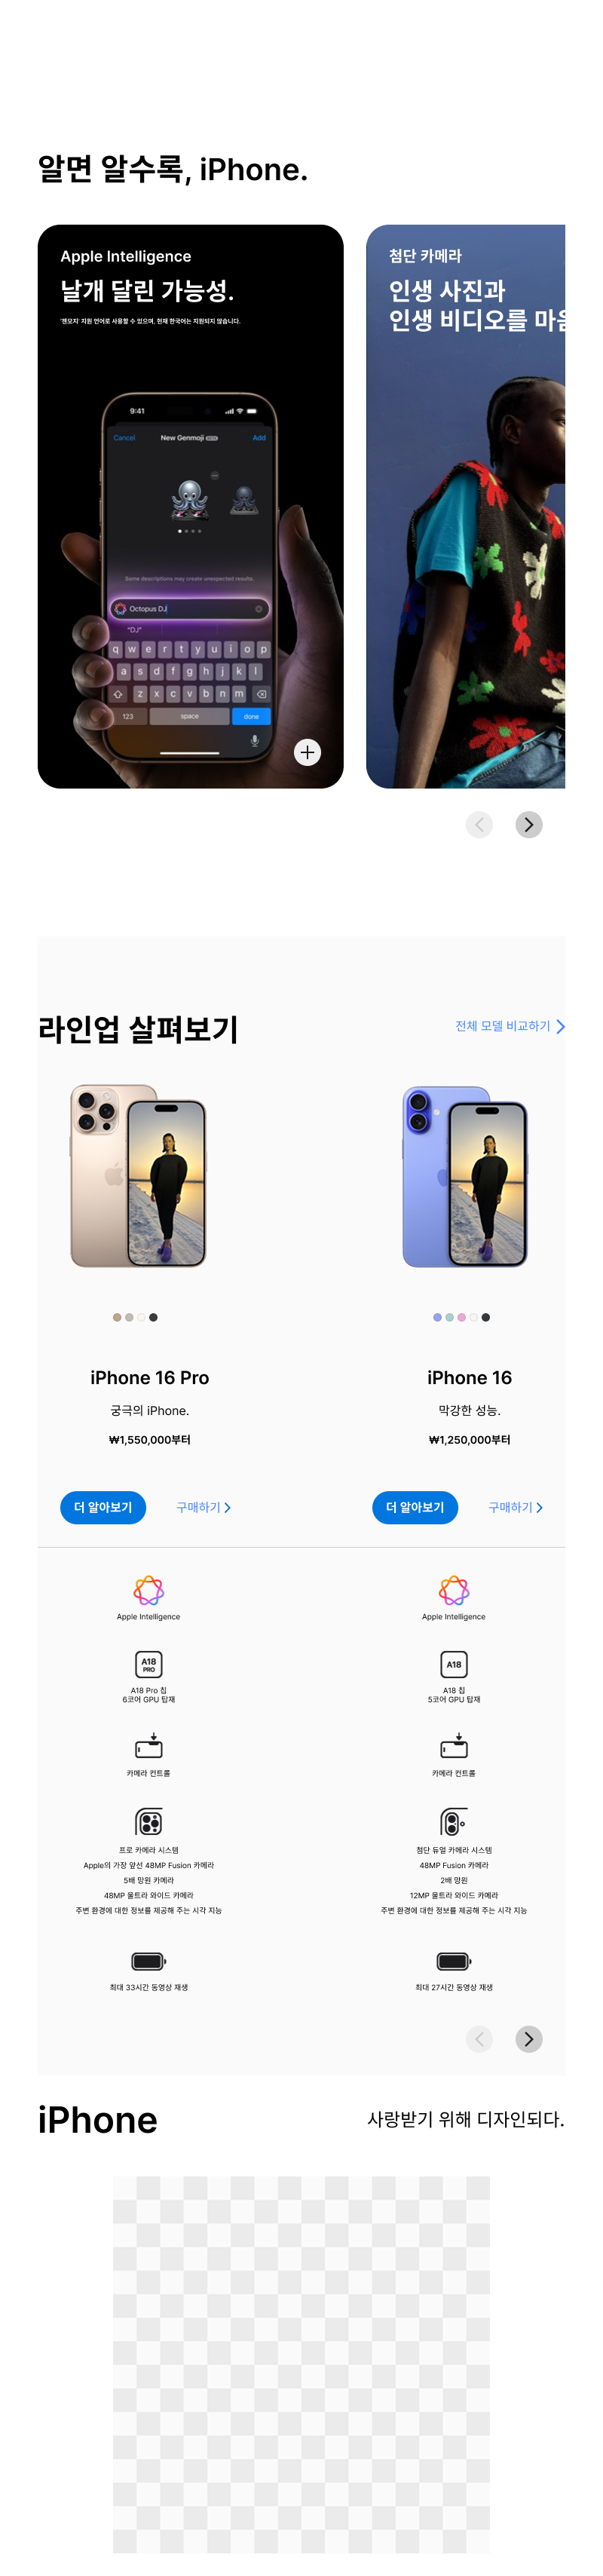 알면 알수록, iPhone.
Apple Intelligence
날개 달린 가능성.
'젠모지' 지원 언어로 사용할 수 있으며, 현재 한국어는 지원되지 않습니다.
9:41
Cancel New Genmoji BETA Add
Some descriptions may create unexpected results.
Octopus DJ
"DJ"
q w e r t y u i o p
a s d f g h j k l
z x c v b n m
123 space done
첨단 카메라
인생 사진과
인생 비디오를 마음
라인업 살펴보기
전체 모델 비교하기
iPhone 16 Pro
궁극의 iPhone.
₩1,550,000부터
더 알아보기 구매하기
Apple Intelligence
A18
PRO
A18 Pro 칩
6코어 GPU 탑재
카메라 컨트롤
프로 카메라 시스템
Apple의 가장 앞선 48MP Fusion 카메라
5배 망원 카메라
48MP 울트라 와이드 카메라
주변 환경에 대한 정보를 제공해 주는 시각 지능
최대 33시간 동영상 재생
iPhone 16
막강한 성능.
₩1,250,000부터
더 알아보기 구매하기
Apple Intelligence
A18
A18 칩
5코어 GPU 탑재
카메라 컨트롤
첨단 듀얼 카메라 시스템
48MP Fusion 카메라
2배 망원
12MP 울트라 와이드 카메라
주변 환경에 대한 정보를 제공해 주는 시각 지능
최대 27시간 동영상 재생
iPhone
사랑받기 위해 디자인되다.